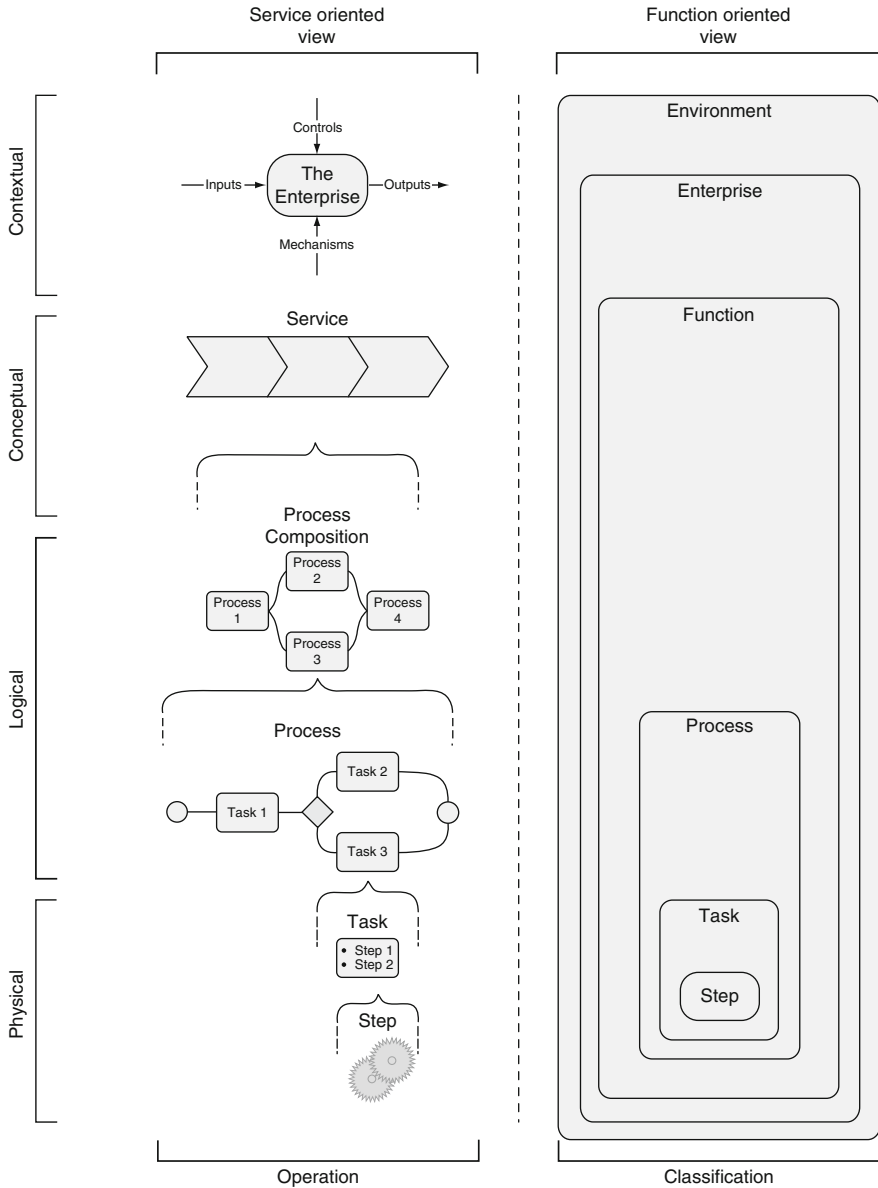 Service oriented
view
Function oriented
view
Contextual
Controls
Inputs
The
Enterprise
Outputs
Mechanisms
Environment
Enterprise
Function
Conceptual
Service
Logical
Process
Composition
Process
1
Process
2
Process
3
Process
4
Process
Task 1
Task 2
Task 3
Process
Physical
Task
• Step 1
• Step 2
Step
Task
Step
Operation
Classification